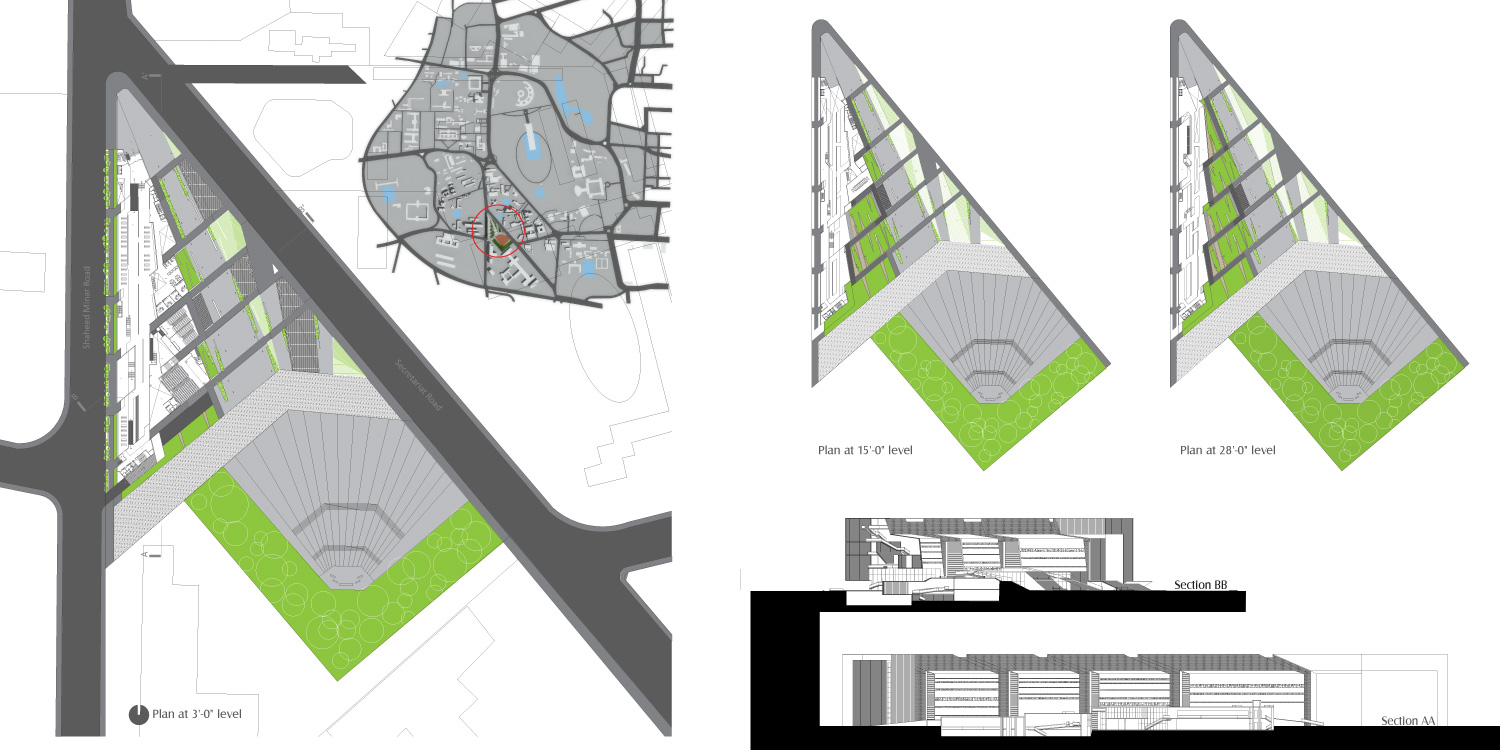 A'
B'
Shaheed Minar Road
Secretariat Road
B
A'
Plan at 3'-0" level
Plan at 15'-0" level
Plan at 28'-0" level
Section BB
Section AA